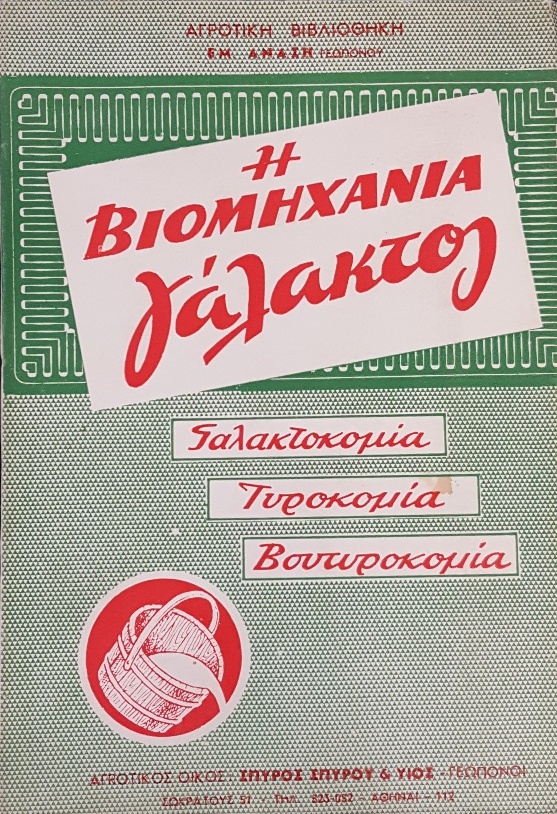 ΑΓΡΟΤΙΚΗ ΒΙΒΛΙΟΘΗΚΗ
ΕΜ. ΑΝΑΣΗ ΓΕΩΠΟΝΟΥ
Η
ΒΙΟΜΗΧΑΝΙΑ
γάλακτος
Γαλακτοκομία
Τυροκομία
Βουτυροκομία
ΑΓΡΟΤΙΚΟΣ ΟΙΚΟΣ - ΣΠΥΡΟΣ ΣΠΥΡΟΥ & ΥΙΟΣ - ΓΕΩΠΟΝΟΙ
ΣΩΚΡΑΤΟΥΣ 51 - ΤΗΛ. 523-052 - ΑΘΗΝΑΙ - 112